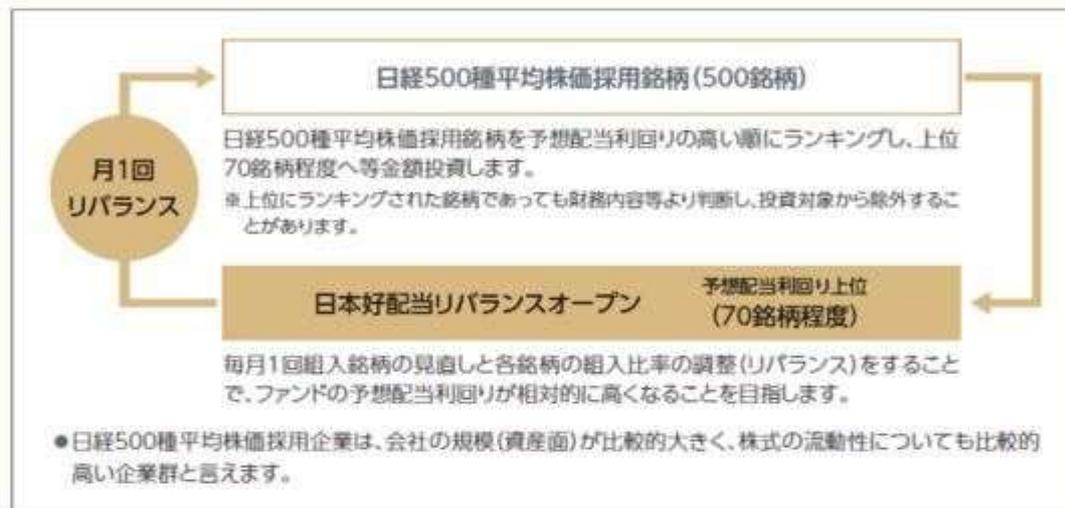 日経500種平均株価採用銘柄(500銘柄)
日経500種平均株価採用銘柄を予想配当利回りの高い順にランキングし、上位
70銘柄程度へ等金額投資します。
※上位にランキングされた銘柄であっても財務内容等より判断し、投資対象から除外するこ
とがあります。
月1回
リバランス
日本好配当リバランスオープン
予想配当利回り上位
(70銘柄程度)
毎月1回組入銘柄の見直しと各銘柄の組入比率の調整(リバランス)をすること
で、ファンドの予想配当利回りが相対的に高くなることを目指します。
●日経500種平均株価採用企業は、会社の規模(資産面)が比較的大きく、株式の流動性についても比較的
高い企業群と言えます。